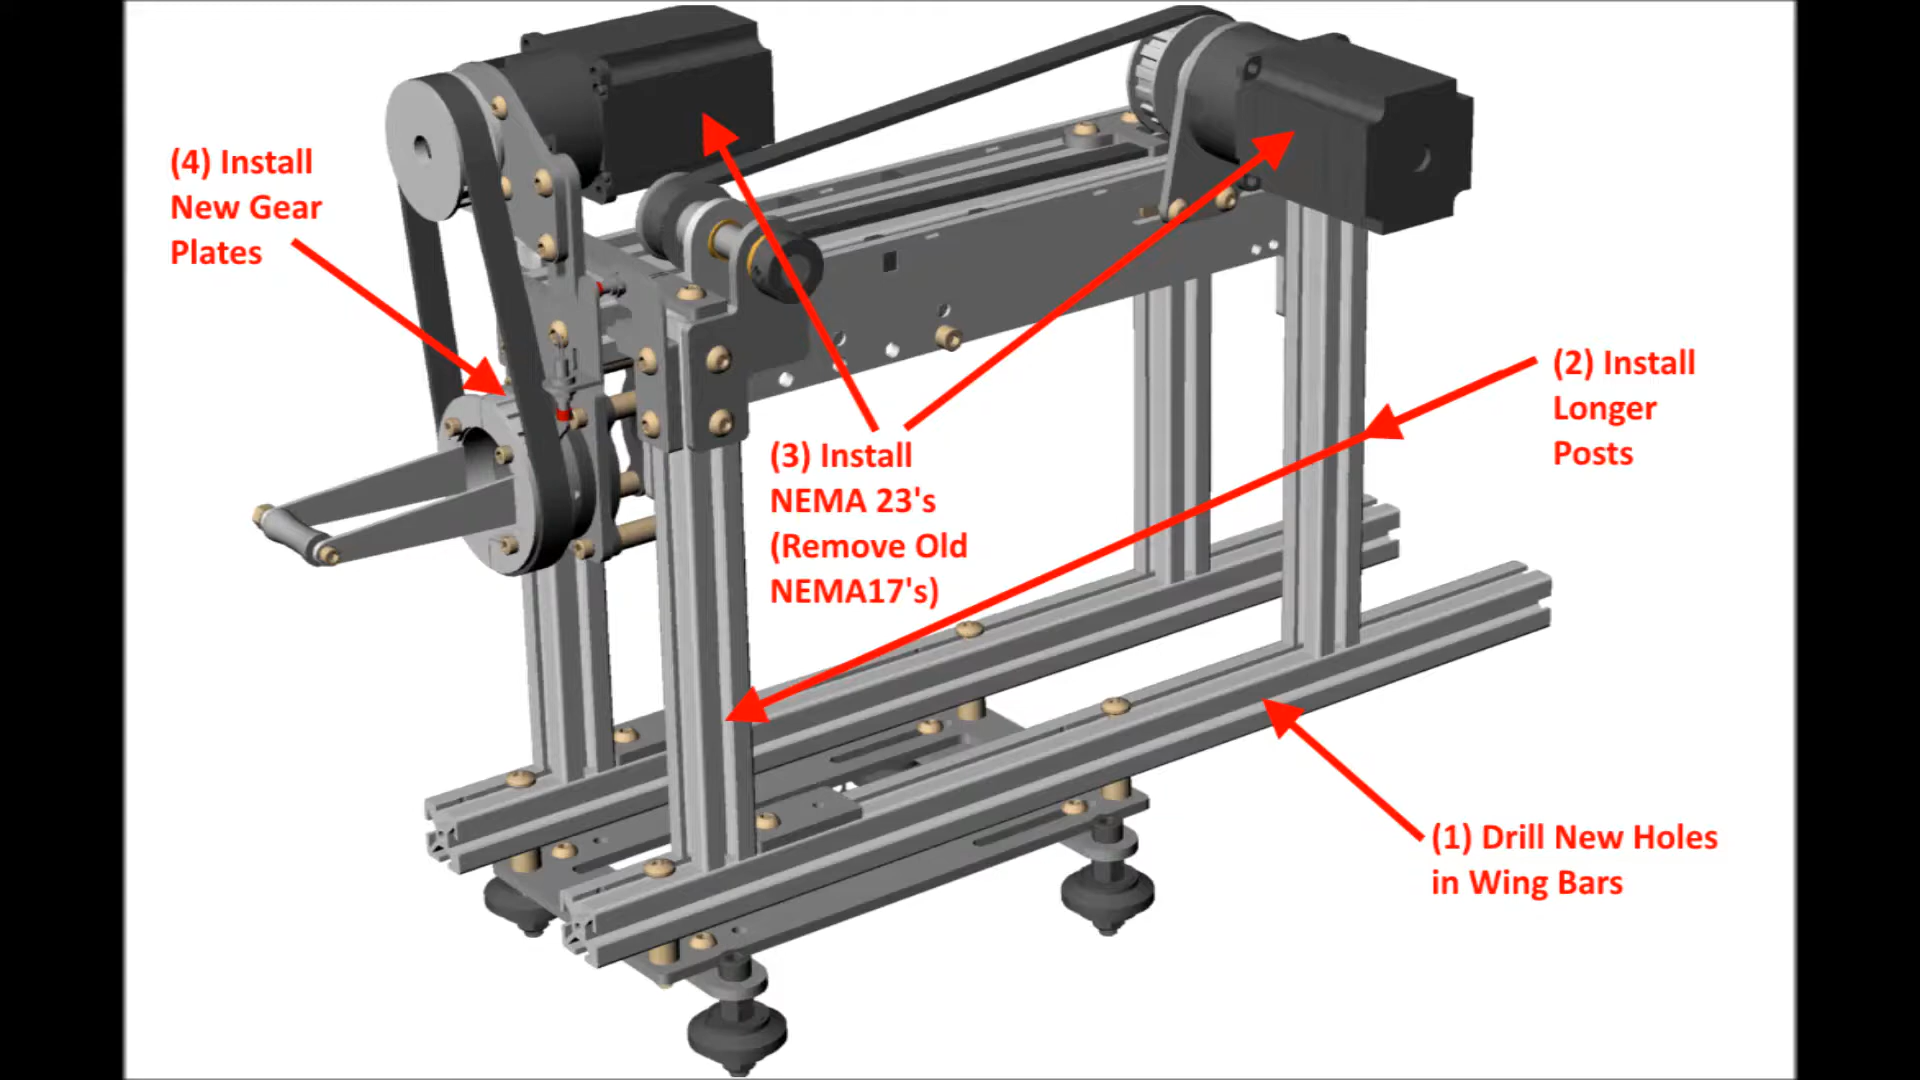 (4) Install
New Gear
Plates
(3) Install
NEMA 23's
(Remove Old
NEMA17's)
(2) Install
Longer
Posts
(1) Drill New Holes
in Wing Bars